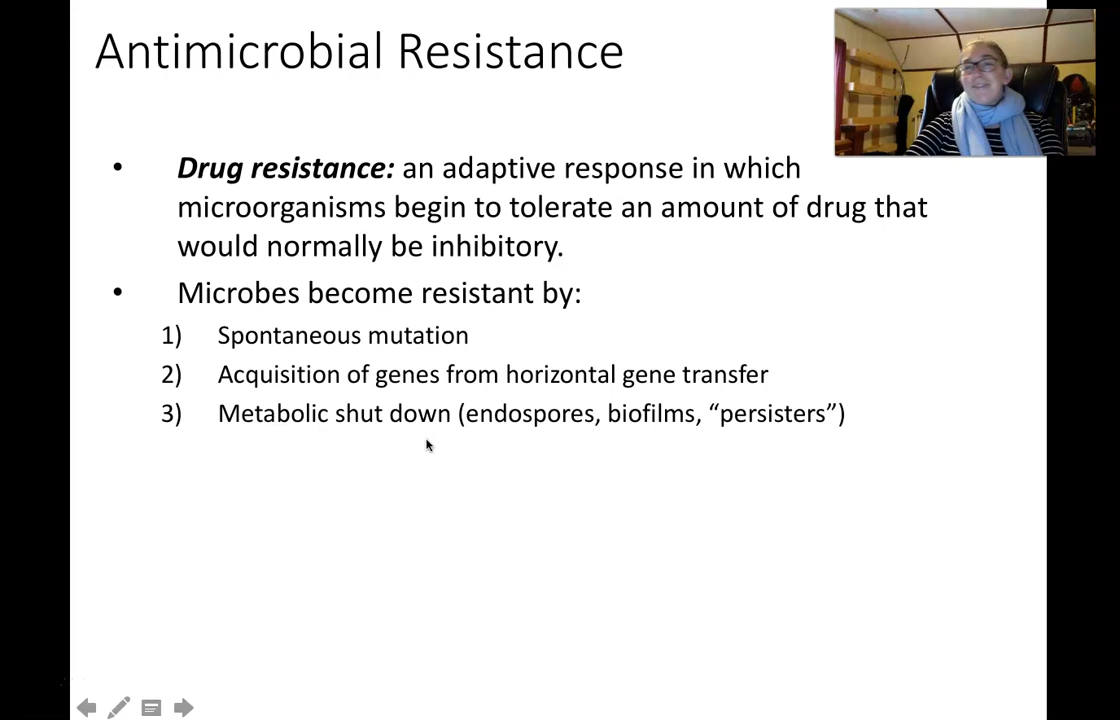 Antimicrobial Resistance
• Drug resistance: an adaptive response in which
microorganisms begin to tolerate an amount of drug that
would normally be inhibitory.
• Microbes become resistant by:
1) Spontaneous mutation
2) Acquisition of genes from horizontal gene transfer
3) Metabolic shut down (endospores, biofilms, “persisters”)